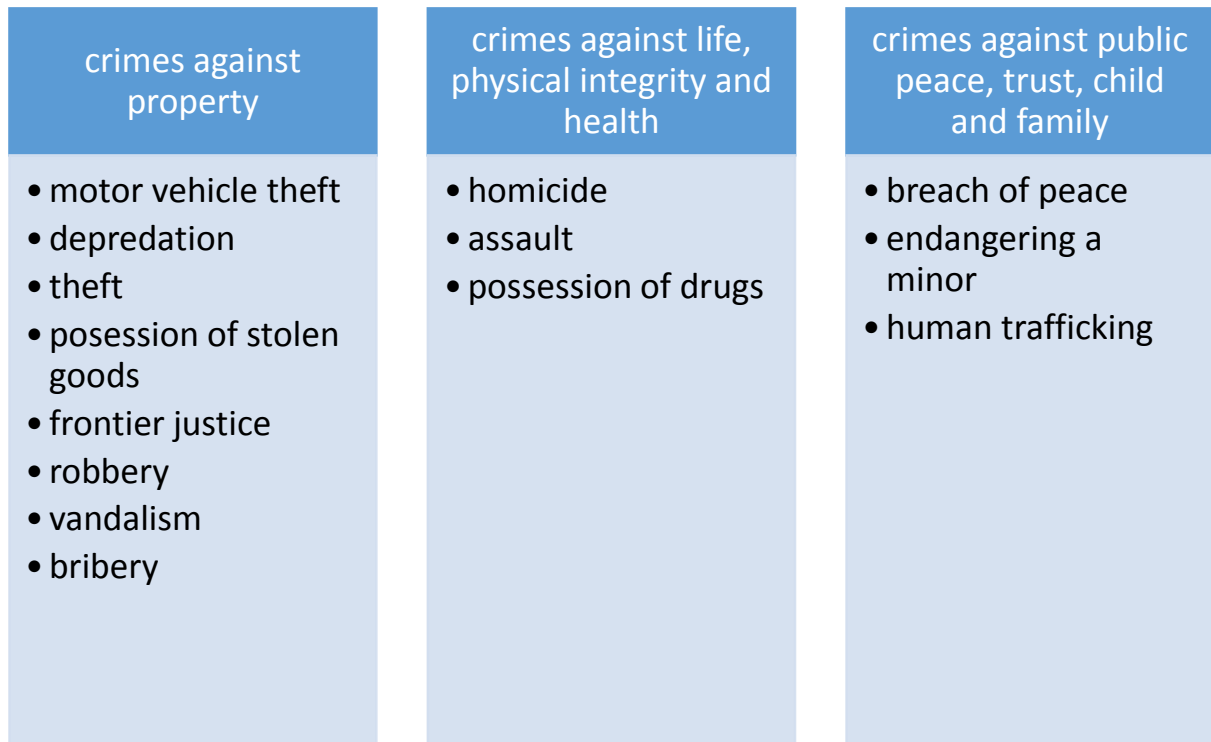 crimes against
property
• motor vehicle theft
• depredation
• theft
• posession of stolen
goods
• frontier justice
• robbery
• vandalism
• bribery
crimes against life,
physical integrity and
health
• homicide
• assault
• possession of drugs
crimes against public
peace, trust, child
and family
• breach of peace
• endangering a
minor
• human trafficking